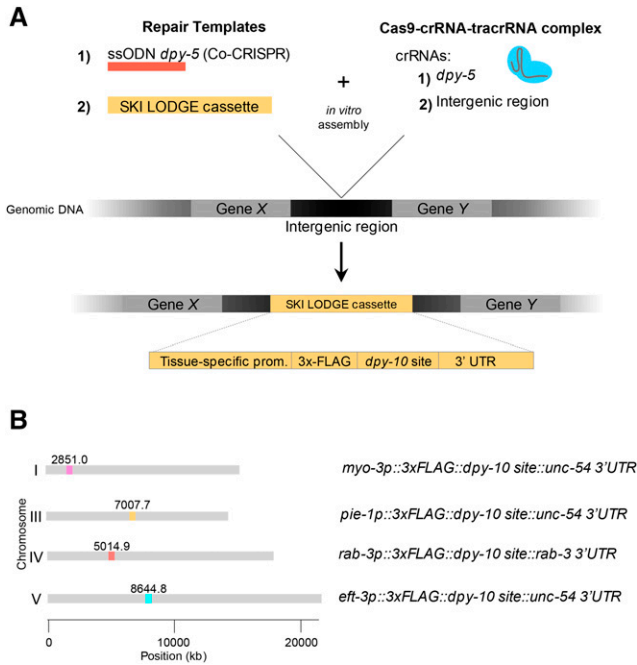 A
Repair Templates
Cas9-crRNA-tracrRNA complex
1) ssODN dpy-5 (Co-CRISPR)
2) SKI LODGE cassette
+
in vitro
assembly
crRNAs:
1) dpy-5
2) Intergenic region
Genomic DNA
Gene X
Gene Y
Intergenic region
Gene X
SKI LODGE cassette
Gene Y
Tissue-specific prom.
3x-FLAG
dpy-10 site
3' UTR
B
Chromosome
I
2851.0
myo-3p::3xFLAG::dpy-10 site::unc-54 3'UTR
III
7007.7
pie-1p::3xFLAG::dpy-10 site::unc-54 3'UTR
IV
5014.9
rab-3p::3xFLAG::dpy-10 site::rab-3 3'UTR
V
8644.8
eft-3p::3xFLAG::dpy-10 site::unc-54 3'UTR
0
10000
20000
Position (kb)